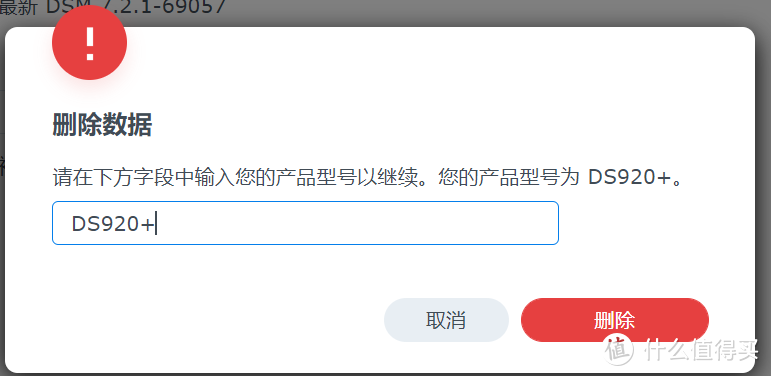 最新 DSM 7.2.1-69057
删除数据
请在下方字段中输入您的产品型号以继续。您的产品型号为 DS920+。
DS920+
取消
删除
值 什么值得买